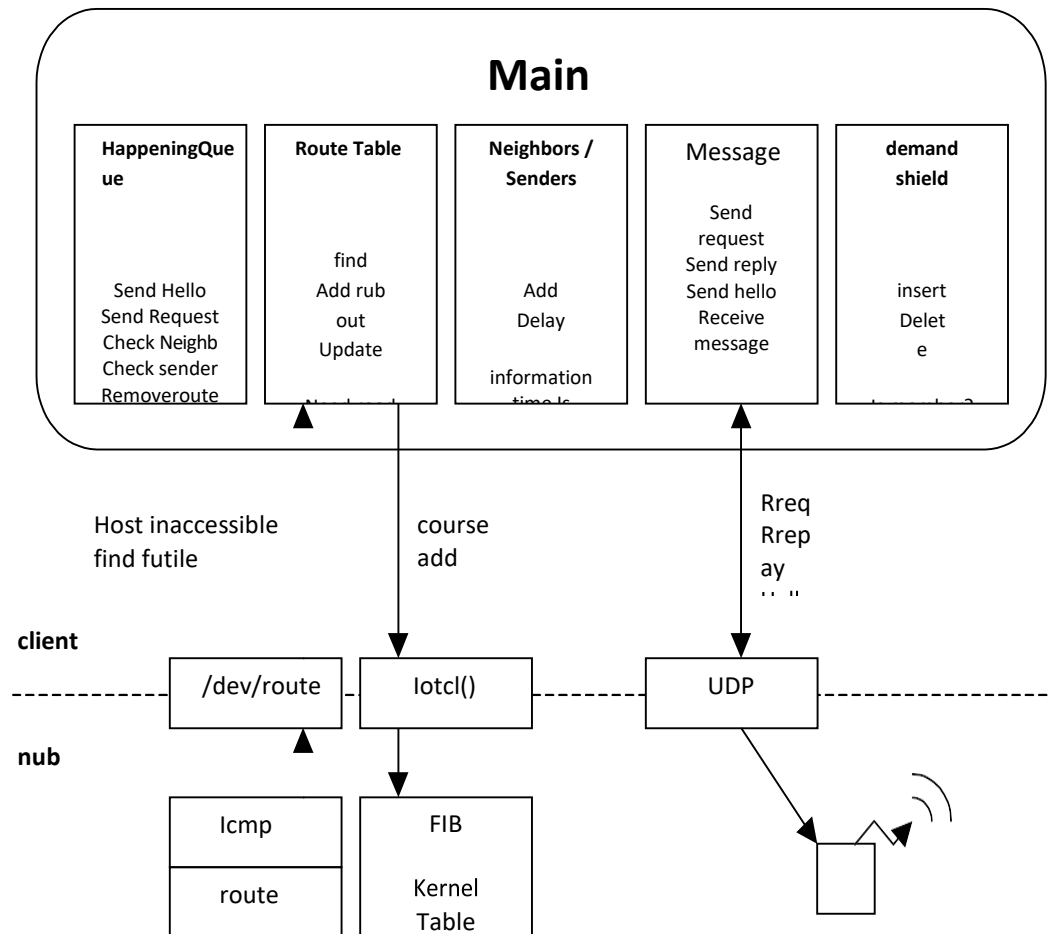 Main
HappeningQue
ue
Send Hello
Send Request
Check Neighb
Check sender
Removeroute
Route Table
find
Add rub
out
Update
Neighbors /
Senders
Add
Delay
information
Message
Send
request
Send reply
Send hello
Receive
message
demand
shield
insert
Delet
e
Host inaccessible
find futile
course
add
Rreq
Rrep
ay
client
/dev/route
Iotcl()
UDP
nub
Icmp
route
FIB
Kernel
Table